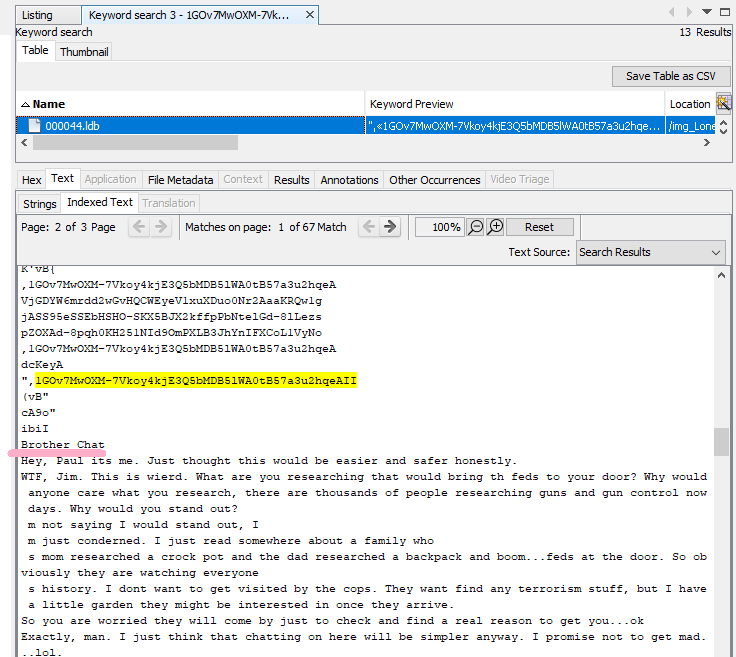 Listing
Keyword search 3 - 1GOv7MwOXM-7Vk...
Keyword search
13 Results
Table
Thumbnail
Save Table as CSV
Name
Keyword Preview
Location
000044.ldb
",«1GOv7MwOXM-7Vkoy4kjE3Q5bMDB5lWA0tB57a3u2hqe...
/img_Lone
Hex
Text
Application
File Metadata
Context
Results
Annotations
Other Occurrences
Video Triage
Strings
Indexed Text
Translation
Page: 2 of 3 Page
Matches on page: 1 of 67 Match
100%
Reset
Text Source:
Search Results
K'vB{
,1GOv7MwOXM-7Vkoy4kjE3Q5bMDB5lWA0tB57a3u2hqeA
VjGDYW6mrdd2wGvHQCWEyeVlxuXDuo0Nr2AaaKRQwlg
jASS95eSSEbHSHO-SKX5BJX2kffpPbNtelGd-8lLezs
pZOXAd-8pqh0KH25lNId9OmPXLB3JhYnIFXCoLlVyNo
,1GOv7MwOXM-7Vkoy4kjE3Q5bMDB5lWA0tB57a3u2hqeA
dcKeyA
",1GOv7MwOXM-7Vkoy4kjE3Q5bMDB5lWA0tB57a3u2hqeAII
(vB"
cA9o"
ibiI
Brother Chat
Hey, Paul its me. Just thought this would be easier and safer honestly.
WTF, Jim. This is wierd. What are you researching that would bring th feds to your door? Why would
anyone care what you research, there are thousands of people researching guns and gun control now
days. Why would you stand out?
m not saying I would stand out, I
m just conderned. I just read somewhere about a family who
s mom researched a crock pot and the dad researched a backpack and boom...feds at the door. So ob
viously they are watching everyone
s history. I dont want to get visited by the cops. They want find any terrorism stuff, but I have
a little garden they might be interested in once they arrive.
So you are worried they will come by just to check and find a real reason to get you...ok
Exactly, man. I just think that chatting on here will be simpler anyway. I promise not to get mad.
..lol.